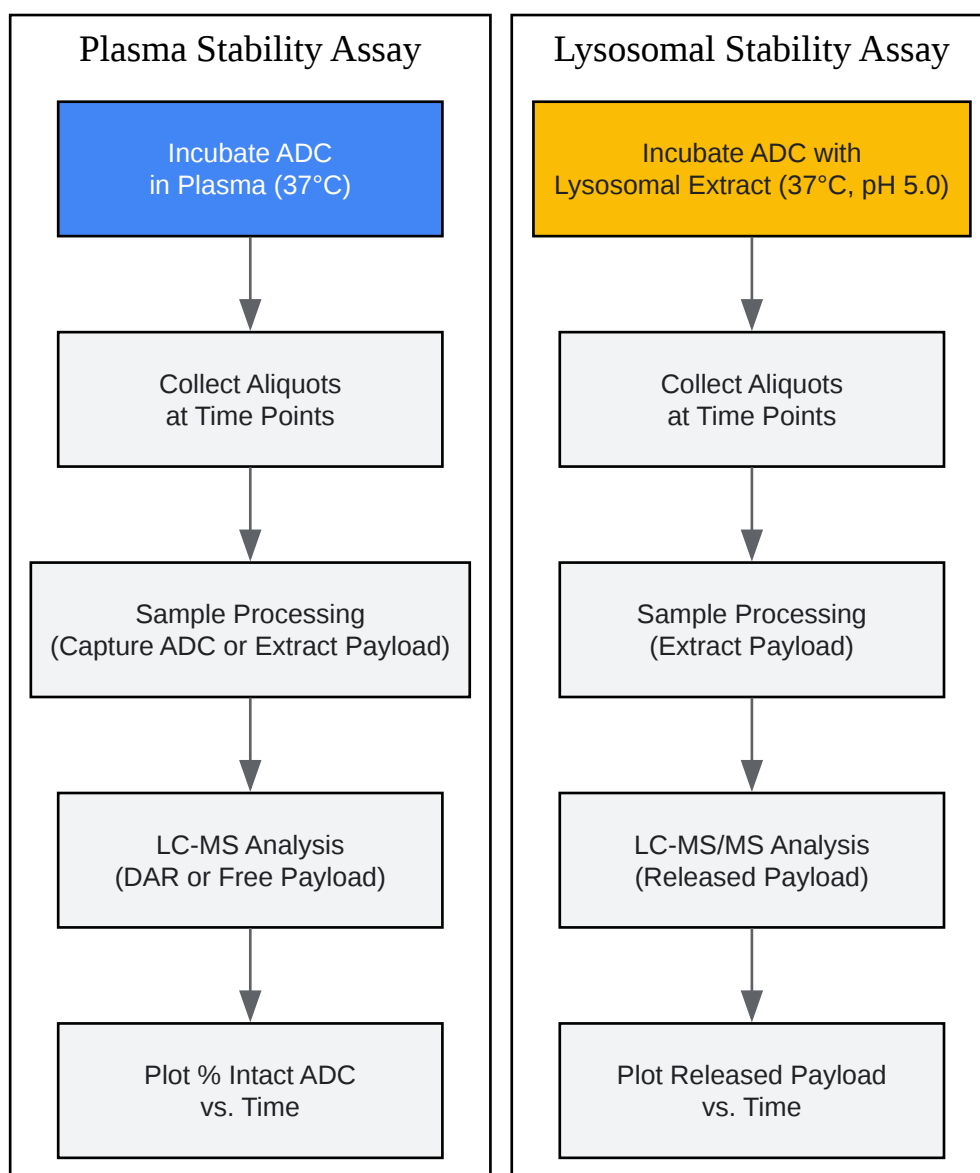 Plasma Stability Assay
Incubate ADC
in Plasma (37°C)
Collect Aliquots
at Time Points
Sample Processing
(Capture ADC or Extract Payload)
LC-MS Analysis
(DAR or Free Payload)
Plot % Intact ADC
vs. Time
Lysosomal Stability Assay
Incubate ADC with
Lysosomal Extract (37°C, pH 5.0)
Collect Aliquots
at Time Points
Sample Processing
(Extract Payload)
LC-MS/MS Analysis
(Released Payload)
Plot Released Payload
vs. Time